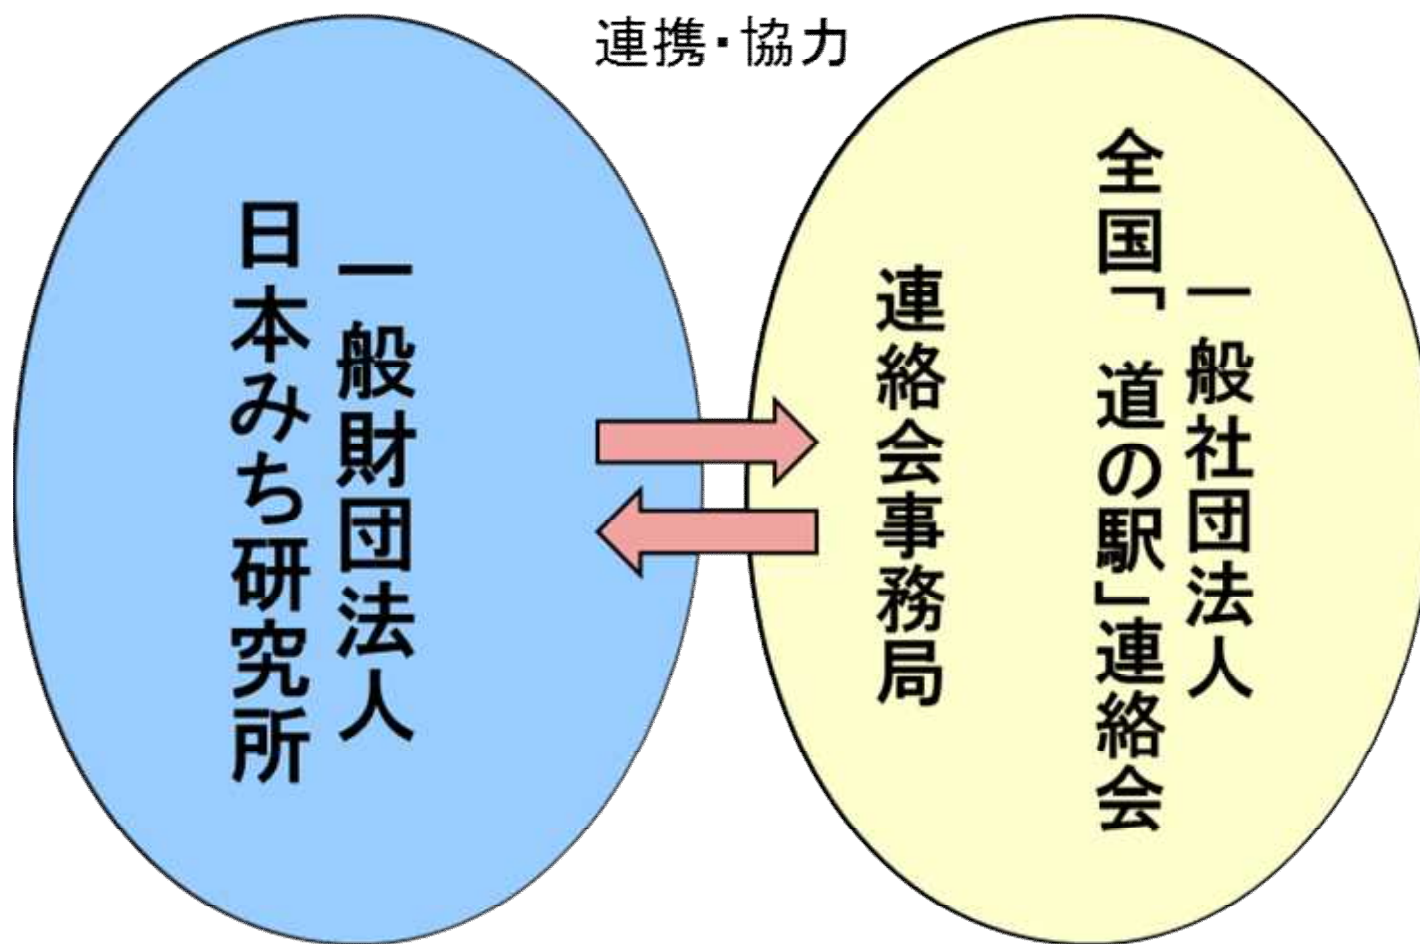 連携・協力
一般財団法人
日本みち研究所
一般社団法人
全国「道の駅」連絡会
連絡会事務局